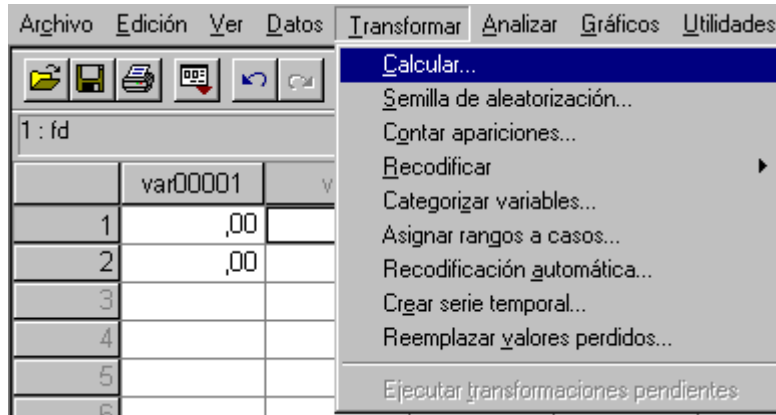 Archivo Edición Ver Datos Transformar Analizar Gráficos Utilidades
Calcular...
Semilla de aleatorización...
1 : fd
Contar apariciones...
Recodificar
var00001 v
Categorizar variables...
1 ,00
Asignar rangos a casos...
2 ,00
Recodificación automática...
3
Crear serie temporal...
4
Reemplazar valores perdidos...
5
Ejecutar transformaciones pendientes
6